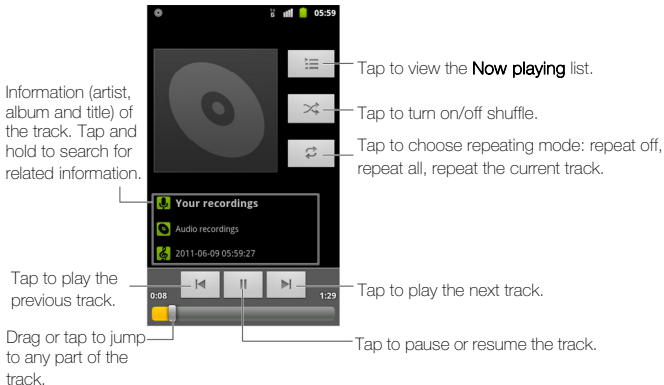 05:59
Tap to view the Now playing list.
Information (artist,
album and title) of
the track. Tap and
hold to search for
related information.
Tap to turn on/off shuffle.
Tap to choose repeating mode: repeat off,
repeat all, repeat the current track.
Your recordings
Audio recordings
2011-06-09 05:59:27
Tap to play the
previous track.
0:08
1:29
Tap to play the next track.
Drag or tap to jump
to any part of the
track.
Tap to pause or resume the track.